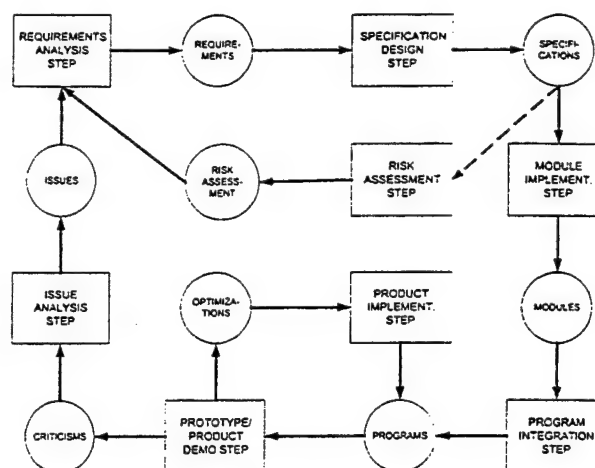 REQUIREMENTS
ANALYSIS
STEP
REQUIRE-
MENTS
SPECIFICATION
DESIGN
STEP
SPECIFI-
CATIONS
ISSUES
RISK
ASSESS-
MENT
RISK
ASSESSMENT
STEP
MODULE
IMPLEMENT.
STEP
ISSUE
ANALYSIS
STEP
OPTIMIZA-
TIONS
PRODUCT
IMPLEMENT.
STEP
MODULES
CRITICISMS
PROTOTYPE/
PRODUCT
DEMO STEP
PROGRAMS
PROGRAM
INTEGRATION
STEP